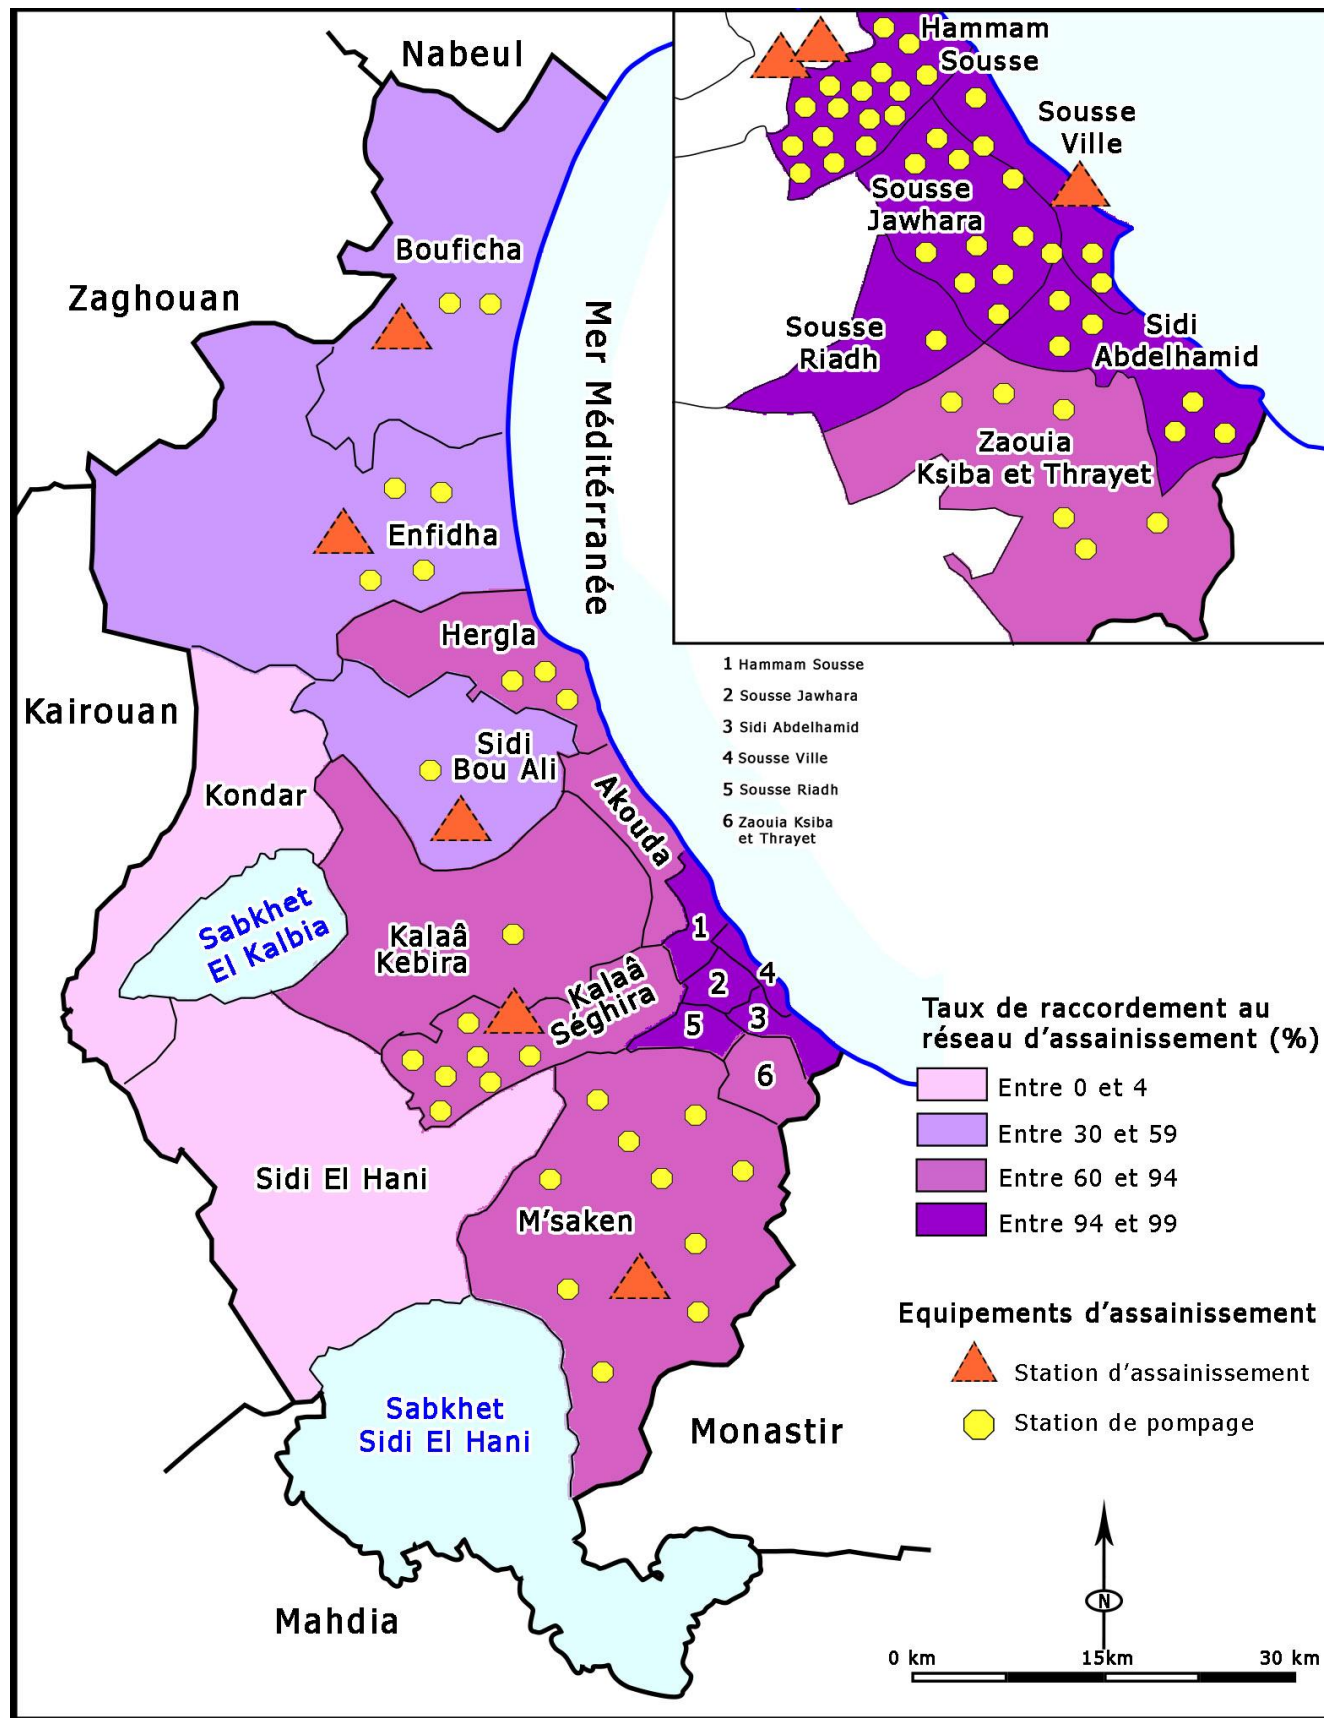 Nabeul
Hammam
Sousse
Sousse
Ville
Sousse
Jawhara
Bouficha
Zaghouan
Mer Méditérranée
Sousse
Riadh
Sidi
Abdelhamid
Zaouia
Ksiba et Thrayet
Enfidha
Hergla
1 Hammam Sousse
2 Sousse Jawhara
3 Sidi Abdelhamid
4 Sousse Ville
5 Sousse Riadh
6 Zaouia Ksiba
et Thrayet
Kairouan
Sidi
Bou Ali
Kondar
Akouda
Sabkhet
El Kalbia
Kalaâ
Kebira
Kalaâ
Séghira
1
2
4
3
5
6
Taux de raccordement au
réseau d'assainissement (%)
Entre 0 et 4
Entre 30 et 59
Entre 60 et 94
Entre 94 et 99
Sidi El Hani
M'saken
Equipements d'assainissement
Station d'assainissement
Station de pompage
Sabkhet
Sidi El Hani
Monastir
Mahdia
N
0 km 15km 30 km